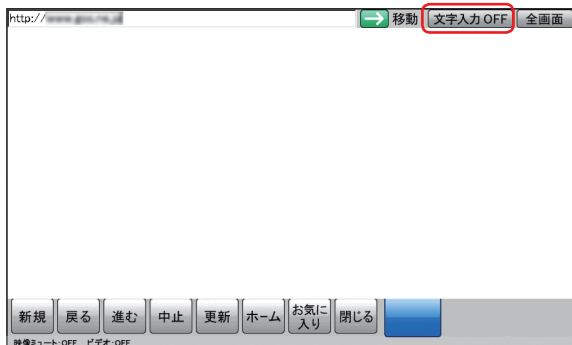 http://
移動 文字入力 OFF 全画面
新規 戻る 進む 中止 更新 ホーム お気に入り 閉じる
映像ミュート:OFF ビデオ:OFF